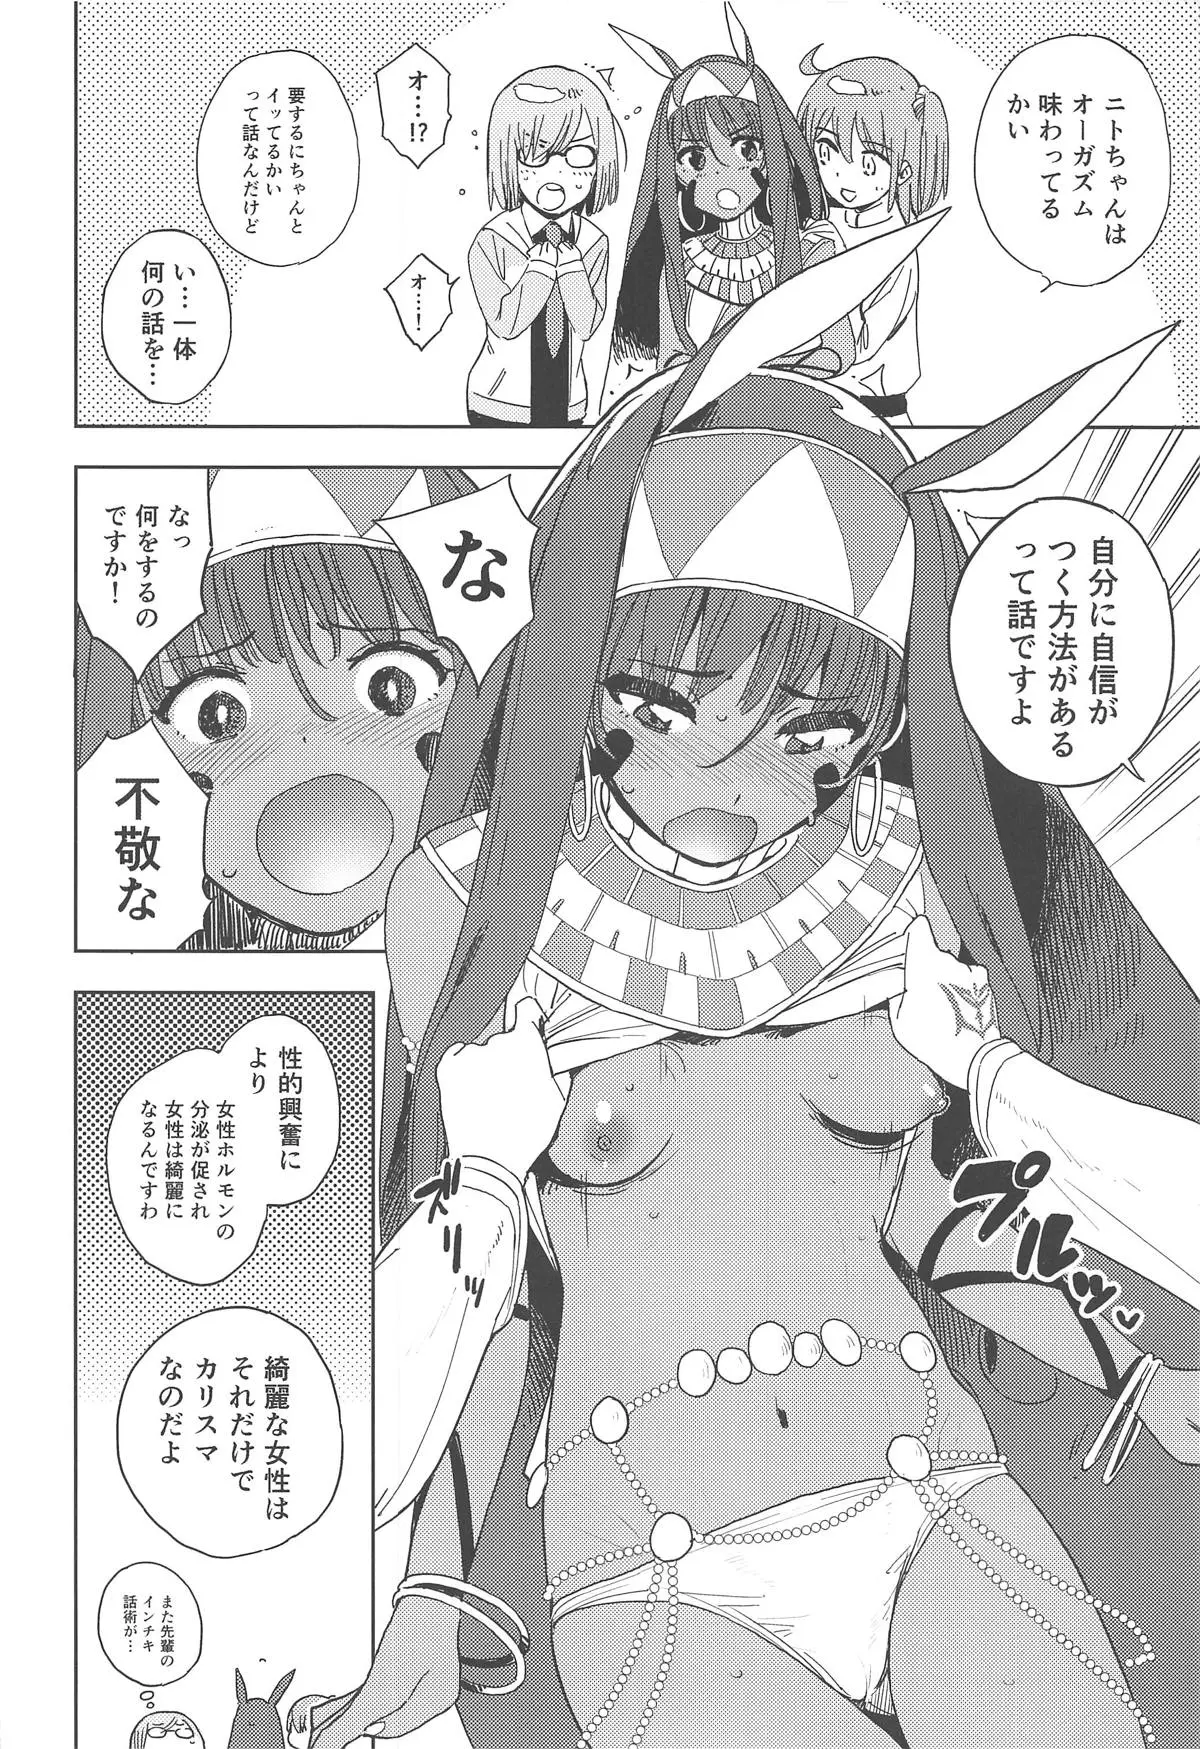 ニトちゃんは
オーガズム
味わってる
かい
オ…!?
ォ…!
要するにちゃんと
イッてるかい
って話なんだけど
い…一体
何の話を…
自分に自信が
つく方法がある
って話ですよ
ズッ
プルッ
な
なっ
何をするの
ですか!
不敬な
性的興奮に
より
女性ホルモンの
分泌が促され
女性は綺麗に
なるんですわ
綺麗な女性は
それだけで
カリスマ
なのだよ
また先輩の
インチキ
話術が…